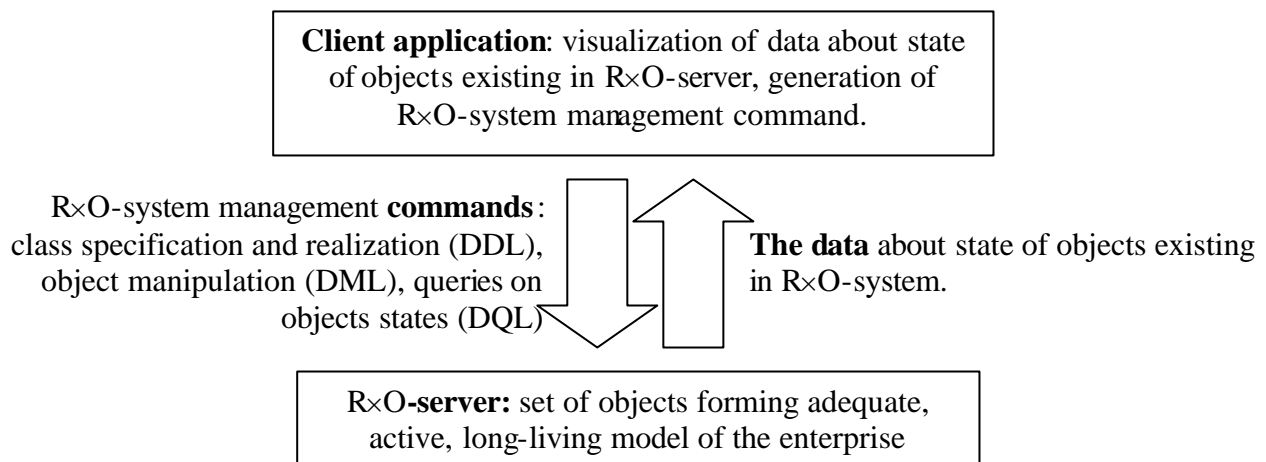 Client application: visualization of data about state
of objects existing in R×O-server, generation of
R×O-system management command.
R×O-system management commands:
class specification and realization (DDL),
object manipulation (DML), queries on
objects states (DQL)
The data about state of objects existing
in R×O-system.
R×O-server: set of objects forming adequate,
active, long-living model of the enterprise